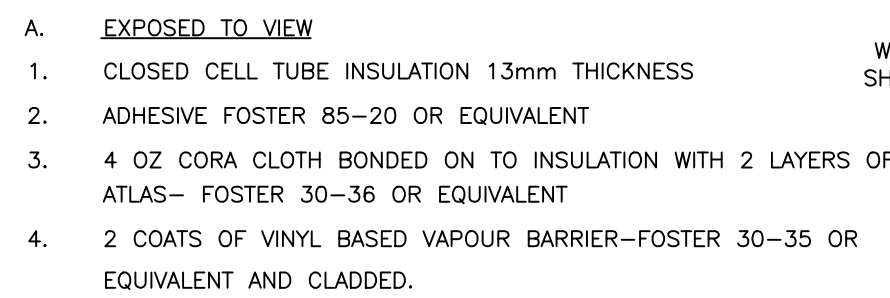 A. EXPOSED TO VIEW
1. CLOSED CELL TUBE INSULATION 13mm THICKNESS
2. ADHESIVE FOSTER 85-20 OR EQUIVALENT
3. 4 OZ CORA CLOTH BONDED ON TO INSULATION WITH 2 LAYERS OF
ATLAS- FOSTER 30-36 OR EQUIVALENT
4. 2 COATS OF VINYL BASED VAPOUR BARRIER-FOSTER 30-35 OR
EQUIVALENT AND CLADDED.